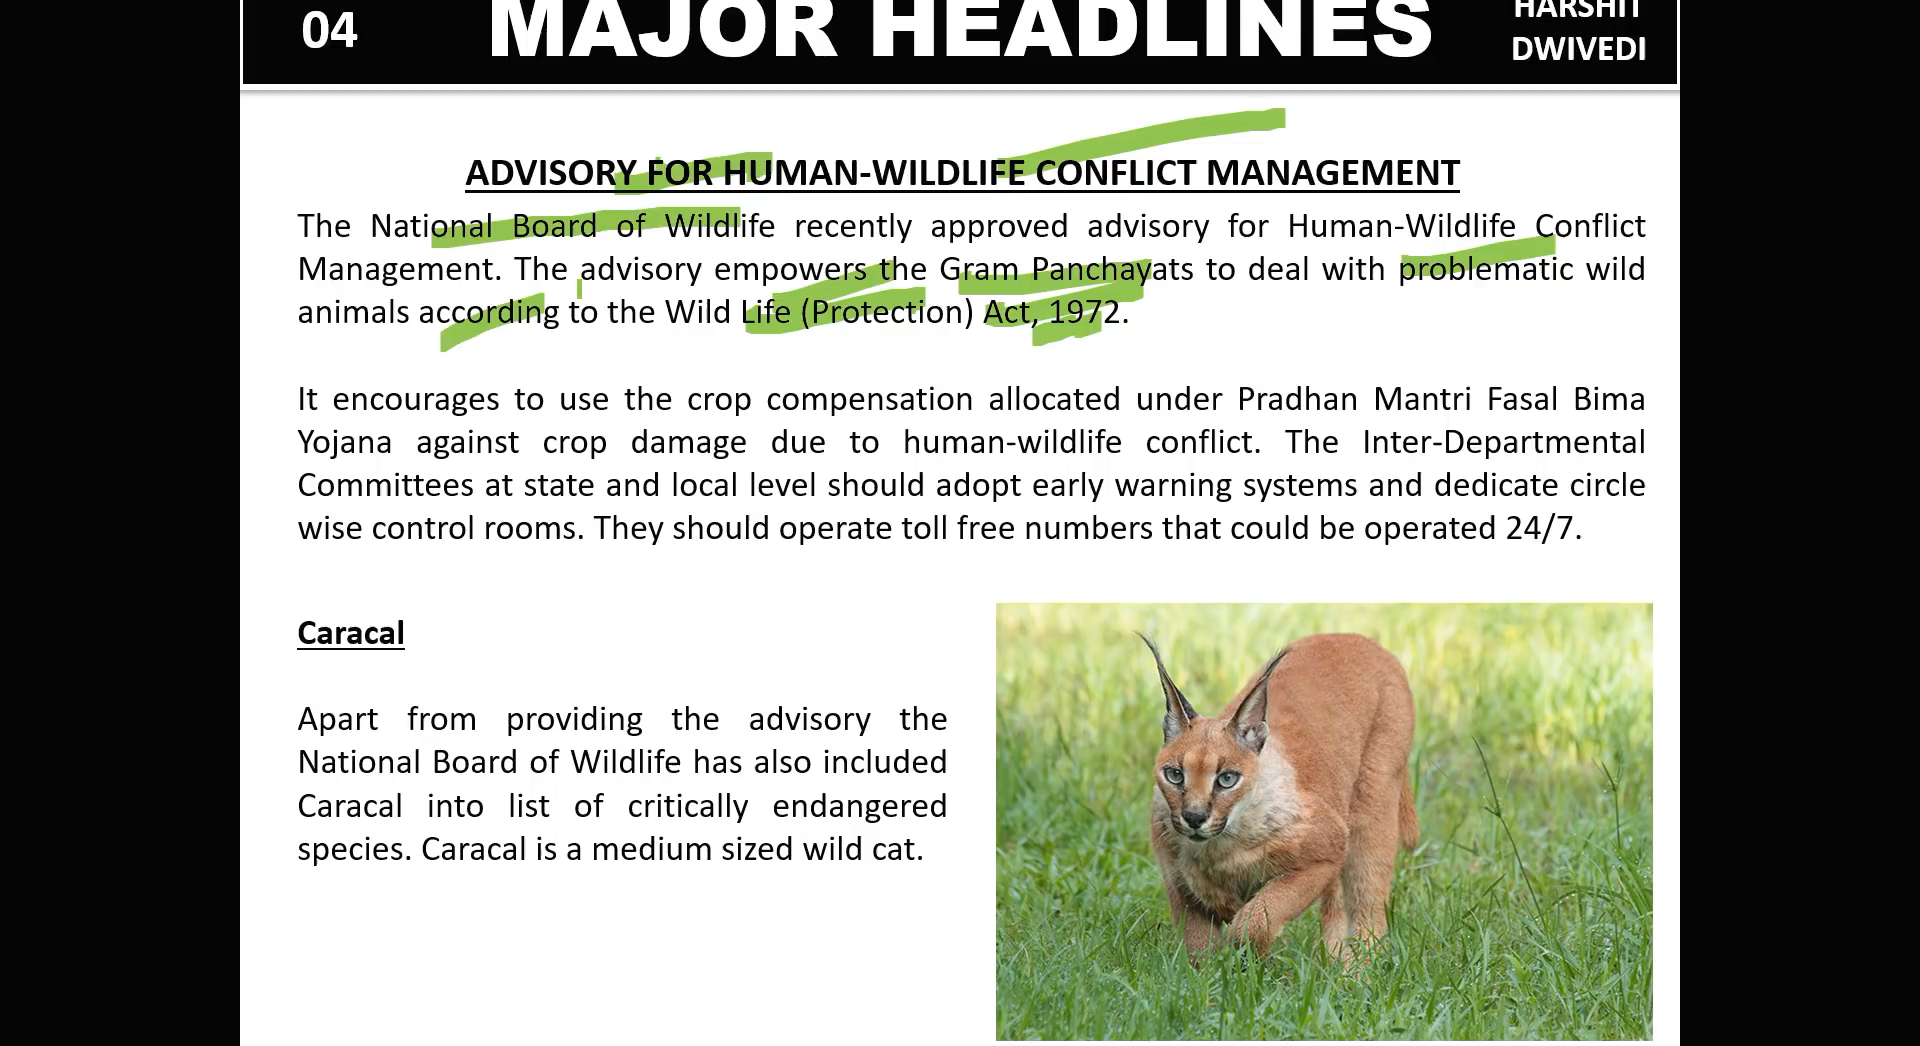 04
MAJOR HEADLINES
HARSHIT
DWIVEDI
ADVISORY FOR HUMAN-WILDLIFE CONFLICT MANAGEMENT
The National Board of Wildlife recently approved advisory for Human-Wildlife Conflict
Management. The advisory empowers the Gram Panchayats to deal with problematic wild
animals according to the Wild Life (Protection) Act, 1972.
It encourages to use the crop compensation allocated under Pradhan Mantri Fasal Bima
Yojana against crop damage due to human-wildlife conflict. The Inter-Departmental
Committees at state and local level should adopt early warning systems and dedicate circle
wise control rooms. They should operate toll free numbers that could be operated 24/7.
Caracal
Apart from providing the advisory the
National Board of Wildlife has also included
Caracal into list of critically endangered
species. Caracal is a medium sized wild cat.